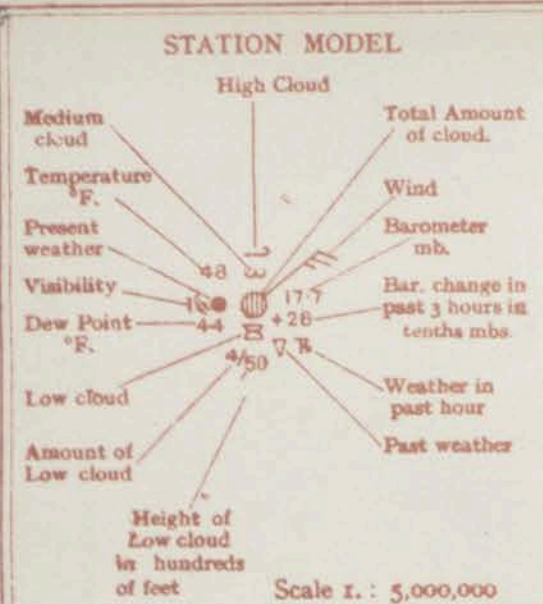 STATION MODEL
High Cloud
Medium
cloud
Total Amount
of cloud.
Temperature
°F.
Wind
Present
weather
Barometer
mb.
48
Visibility
17·7
Bar. change in
past 3 hours in
tenths mbs.
Dew Point
°F.
44
+28
4/50
Low cloud
Weather in
past hour
Amount of
Low cloud
Past weather
Height of
Low cloud
in hundreds
of feet
Scale 1. : 5,000,000